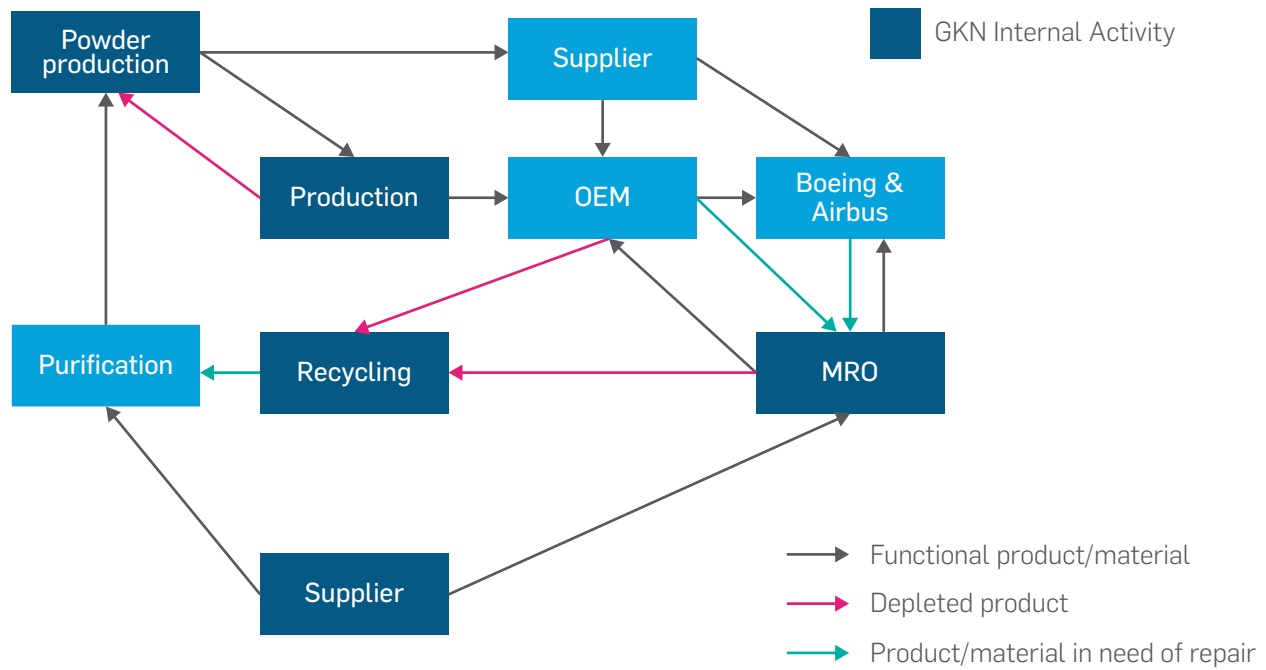 Powder
production
Supplier
GKN Internal Activity
Production
OEM
Boeing &
Airbus
Purification
Recycling
MRO
Supplier
Functional product/material
Depleted product
Product/material in need of repair